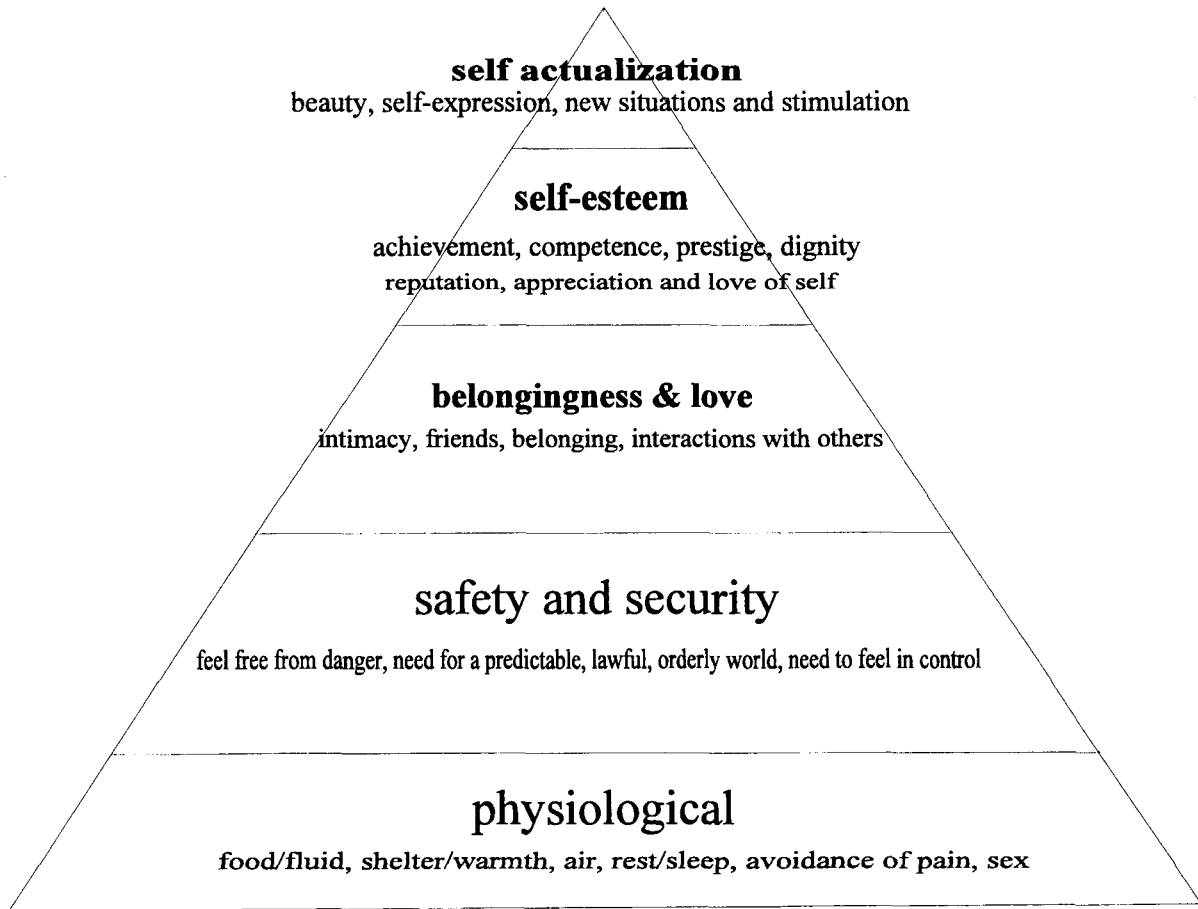 self actualization
beauty, self-expression, new situations and stimulation
self-esteem
achievement, competence, prestige, dignity
reputation, appreciation and love of self
belongingness & love
intimacy, friends, belonging, interactions with others
safety and security
feel free from danger, need for a predictable, lawful, orderly world, need to feel in control
physiological
food/fluid, shelter/warmth, air, rest/sleep, avoidance of pain, sex